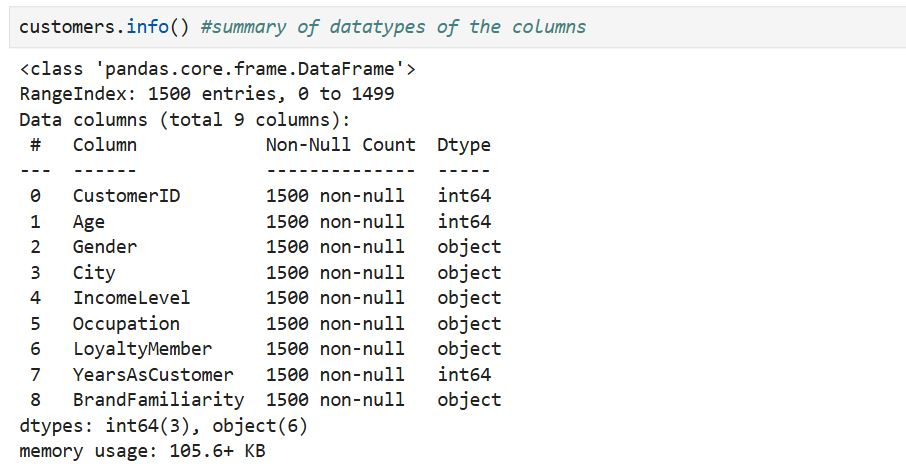 customers.info() #summary of datatypes of the columns
<class 'pandas.core.frame.DataFrame'>
RangeIndex: 1500 entries, 0 to 1499
Data columns (total 9 columns):
 #   Column            Non-Null Count  Dtype
---  ------            --------------  -----
 0   CustomerID        1500 non-null   int64
 1   Age               1500 non-null   int64
 2   Gender            1500 non-null   object
 3   City              1500 non-null   object
 4   IncomeLevel       1500 non-null   object
 5   Occupation        1500 non-null   object
 6   LoyaltyMember     1500 non-null   object
 7   YearsAsCustomer   1500 non-null   int64
 8   BrandFamiliarity  1500 non-null   object
dtypes: int64(3), object(6)
memory usage: 105.6+ KB